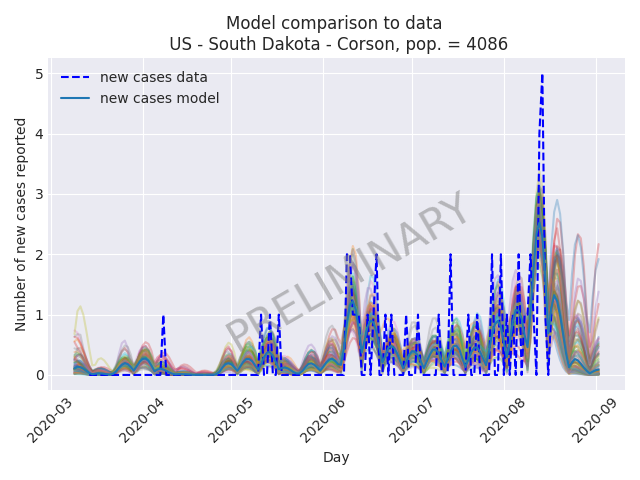 Model comparison to data
US - South Dakota - Corson, pop. = 4086
new cases data
new cases model
PRELIMINARY
Number of new cases reported
5
4
3
2
1
0
2020-03
2020-04
2020-05
2020-06
2020-07
2020-08
2020-09
Day